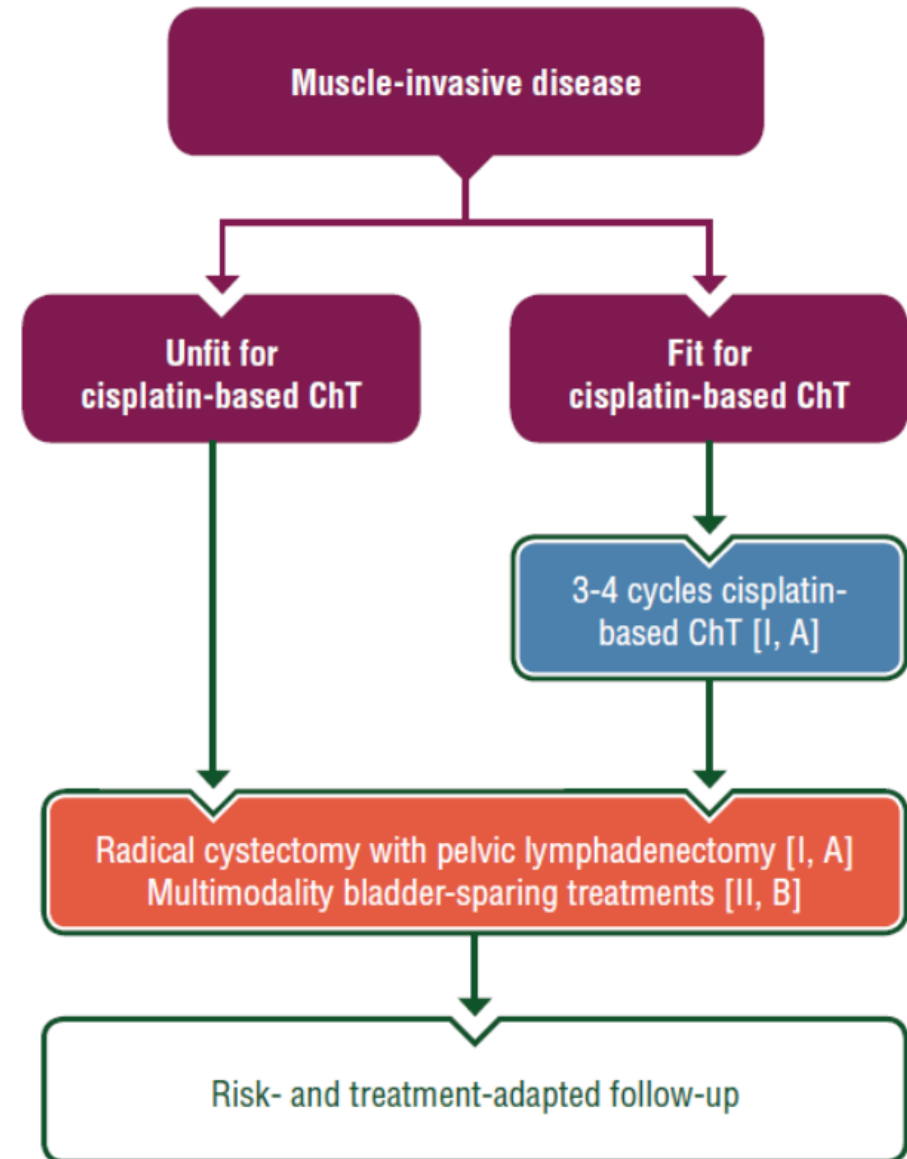 Muscle-invasive disease
Unfit for
cisplatin-based ChT
Fit for
cisplatin-based ChT
3-4 cycles cisplatin-
based ChT [I, A]
Radical cystectomy with pelvic lymphadenectomy [I, A]
Multimodality bladder-sparing treatments [II, B]
Risk- and treatment-adapted follow-up